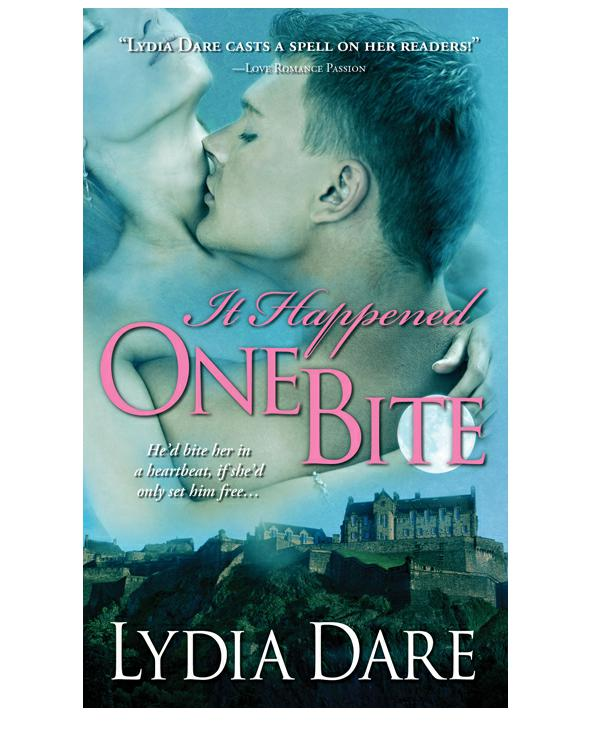 “LYDIA DARE CASTS A SPELL ON HER READERS!”
—LOVE ROMANCE PASSION
It Happened
ONE
BITE
He’d bite her in
a heartbeat, if she’d
only set him free…
LYDIA DARE